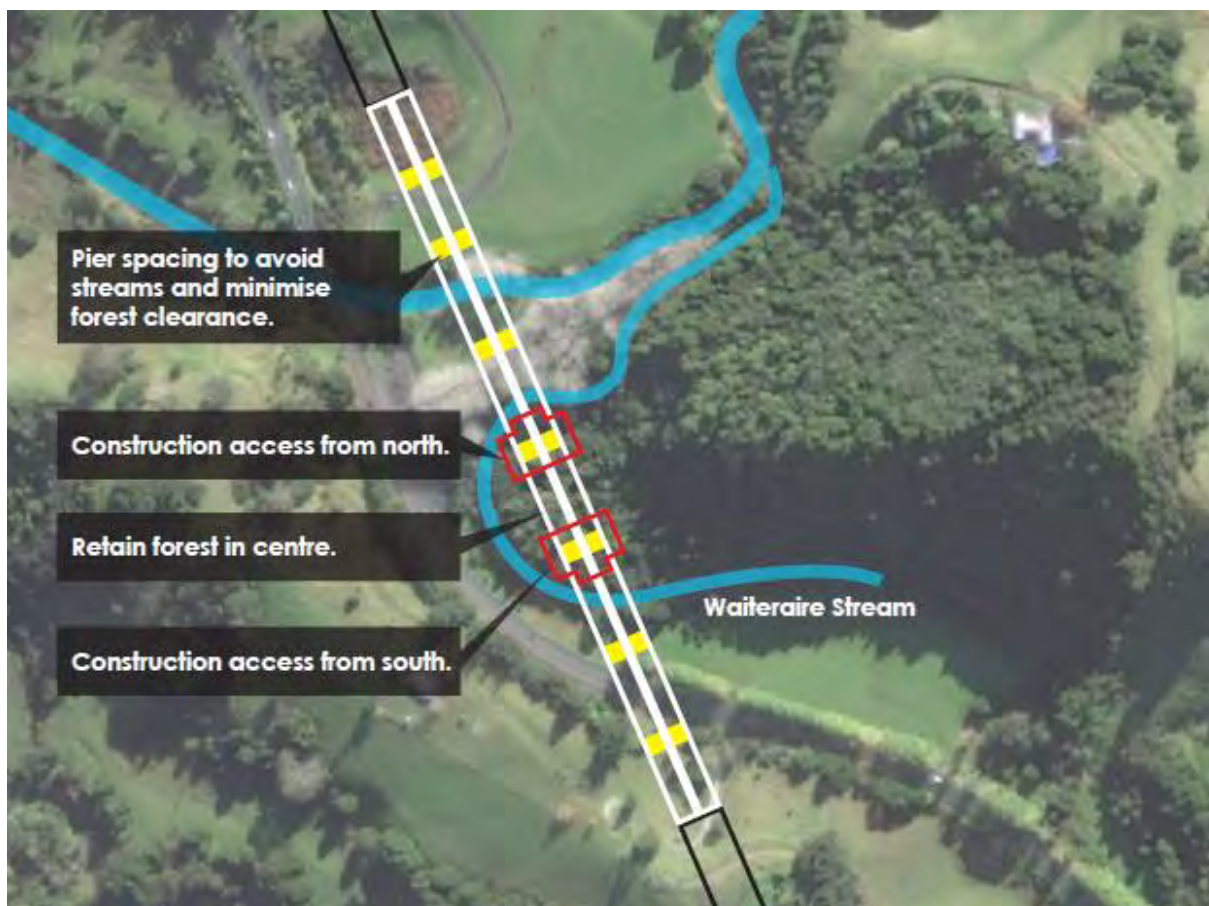 Pier spacing to avoid
streams and minimise
forest clearance.
Construction access from north.
Retain forest in centre.
Waiteraire Stream
Construction access from south.